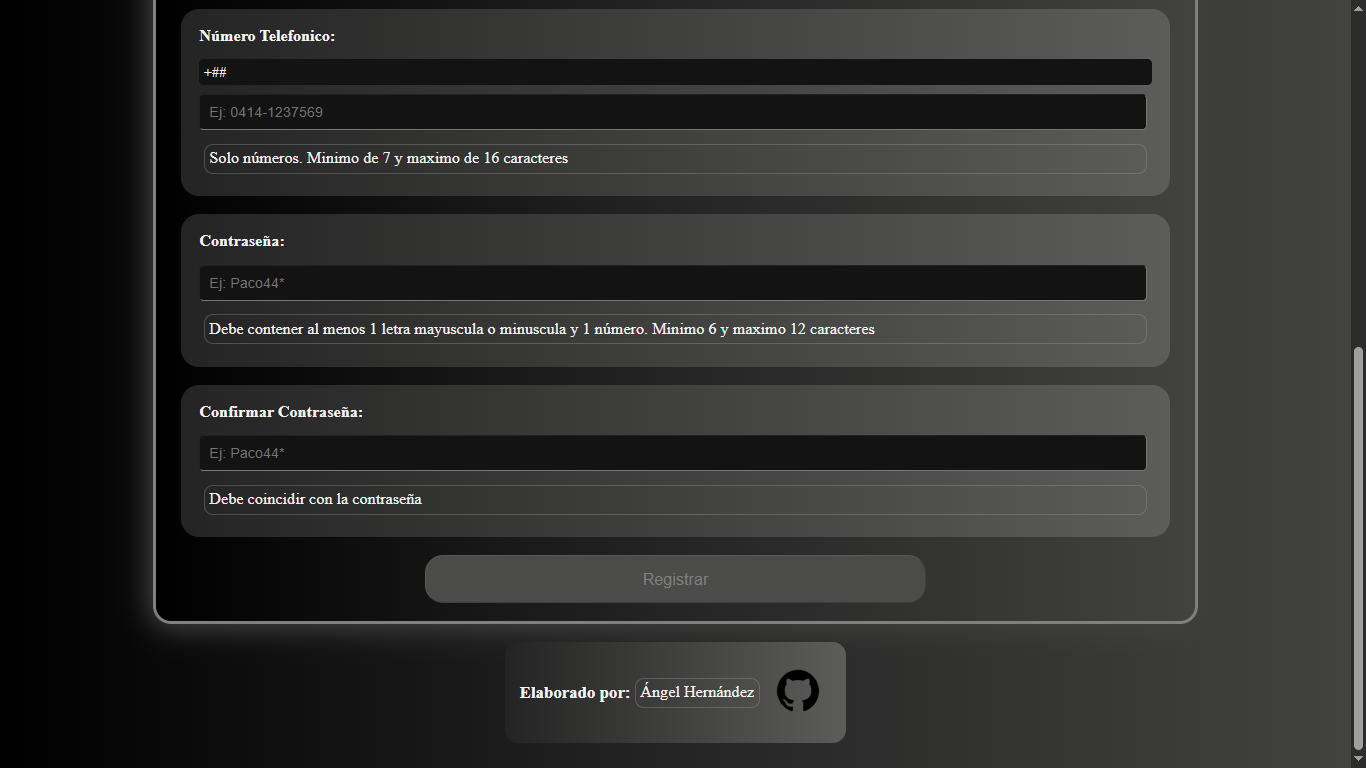 Número Telefonico:
+##
Ej: 0414-1237569
Solo números. Minimo de 7 y maximo de 16 caracteres
Contraseña:
Ej: Paco44*
Debe contener al menos 1 letra mayuscula o minuscula y 1 número. Minimo 6 y maximo 12 caracteres
Confirmar Contraseña:
Ej: Paco44*
Debe coincidir con la contraseña
Registrar
Elaborado por: Ángel Hernández